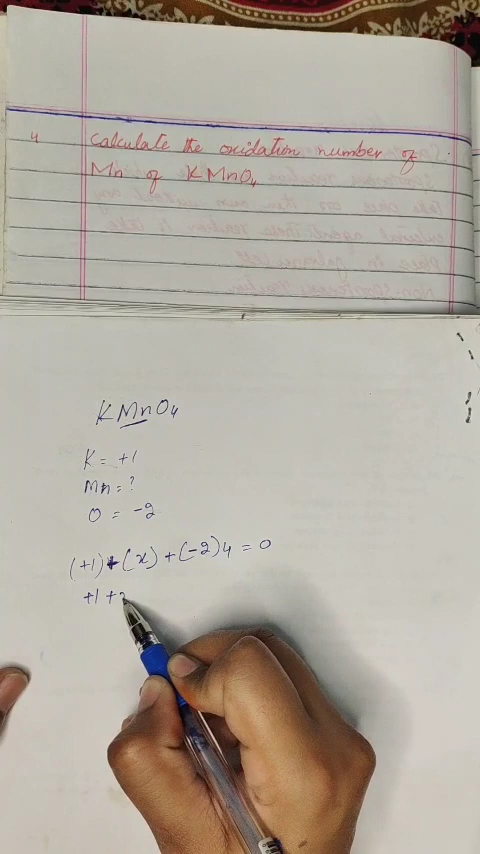 4 calculate the oxidation number of
Mn of KMnO₄
KMnO₄
K = +1
Mn = ?
O = -2
(+1) + (x) + (-2)4 = 0
+1 +